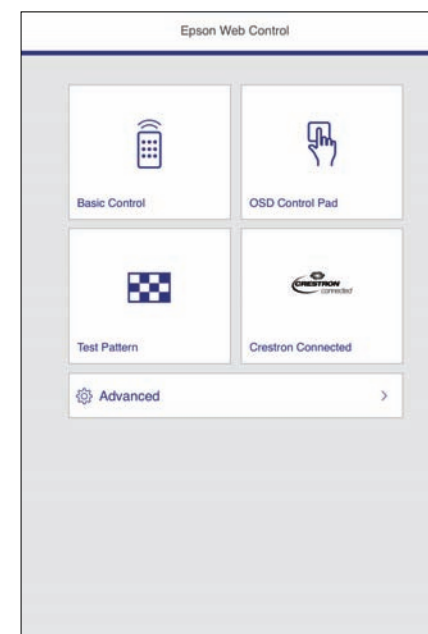 Epson Web Control
Basic Control
OSD Control Pad
CRESTRON
connected
Test Pattern
Crestron Connected
Advanced